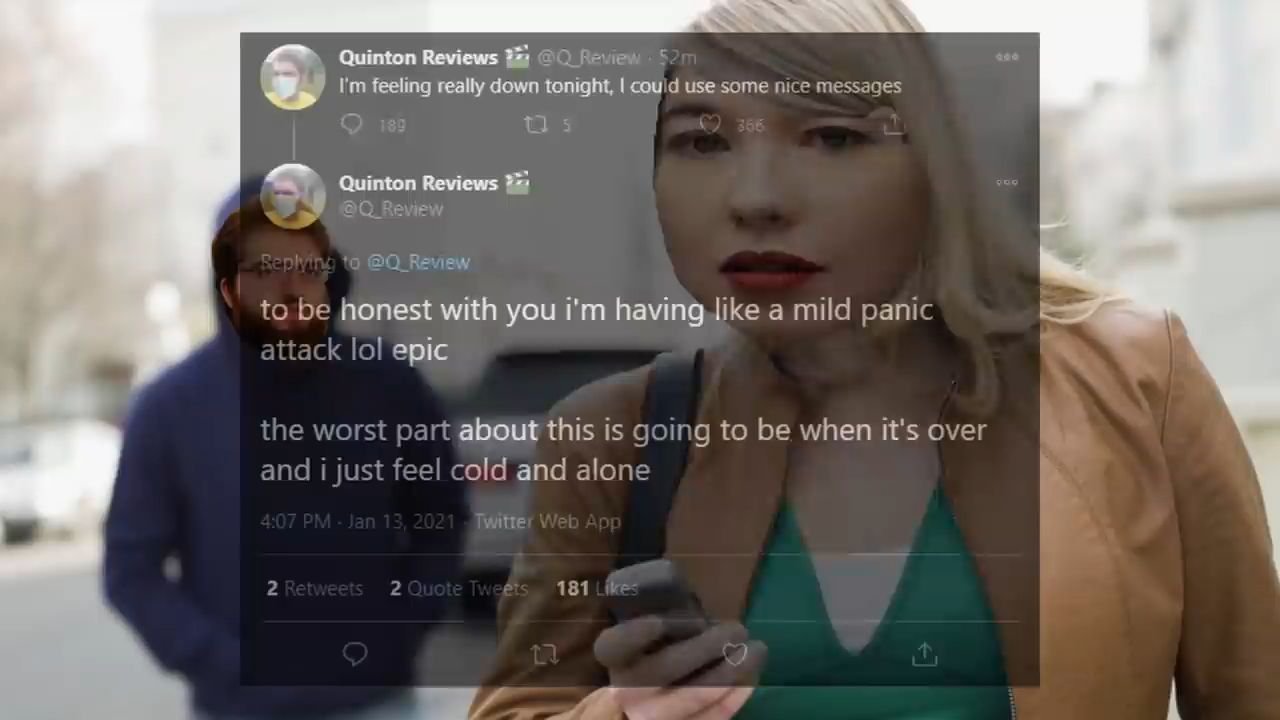 Quinton Reviews 🎬 @Q_Review · 52m
I'm feeling really down tonight, I could use some nice messages
189 5 366
Quinton Reviews 🎬
@Q_Review
Replying to @Q_Review
to be honest with you i'm having like a mild panic
attack lol epic
the worst part about this is going to be when it's over
and i just feel cold and alone
4:07 PM · Jan 13, 2021 · Twitter Web App
2 Retweets 2 Quote Tweets 181 Likes